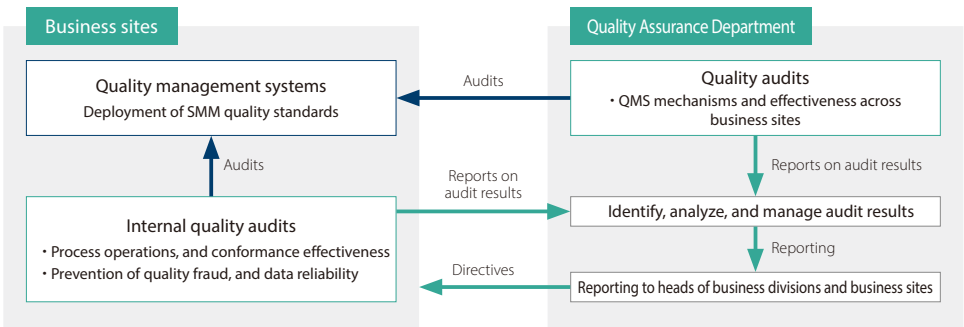 Business sites
Quality management systems
Deployment of SMM quality standards
Audits
Internal quality audits
・Process operations, and conformance effectiveness
・Prevention of quality fraud, and data reliability
Audits
Reports on
audit results
Directives
Quality Assurance Department
Quality audits
・QMS mechanisms and effectiveness across
business sites
Reports on audit results
Identify, analyze, and manage audit results
Reporting
Reporting to heads of business divisions and business sites